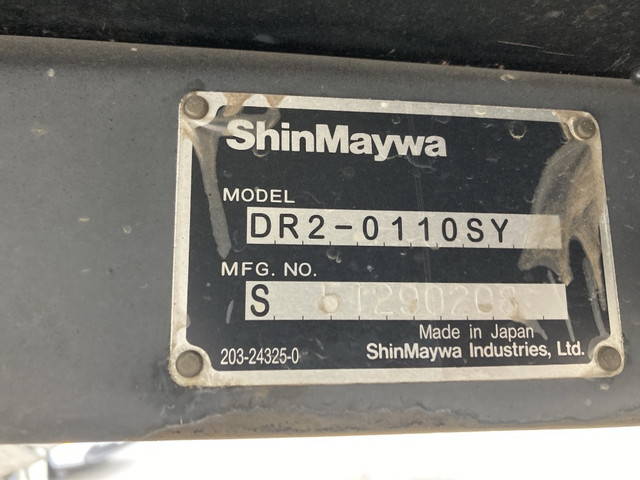 ShinMaywa
MODEL
DR2-0110SY
MFG. NO.
S
Made in Japan
203-24325-0 ShinMaywa Industries, Ltd.